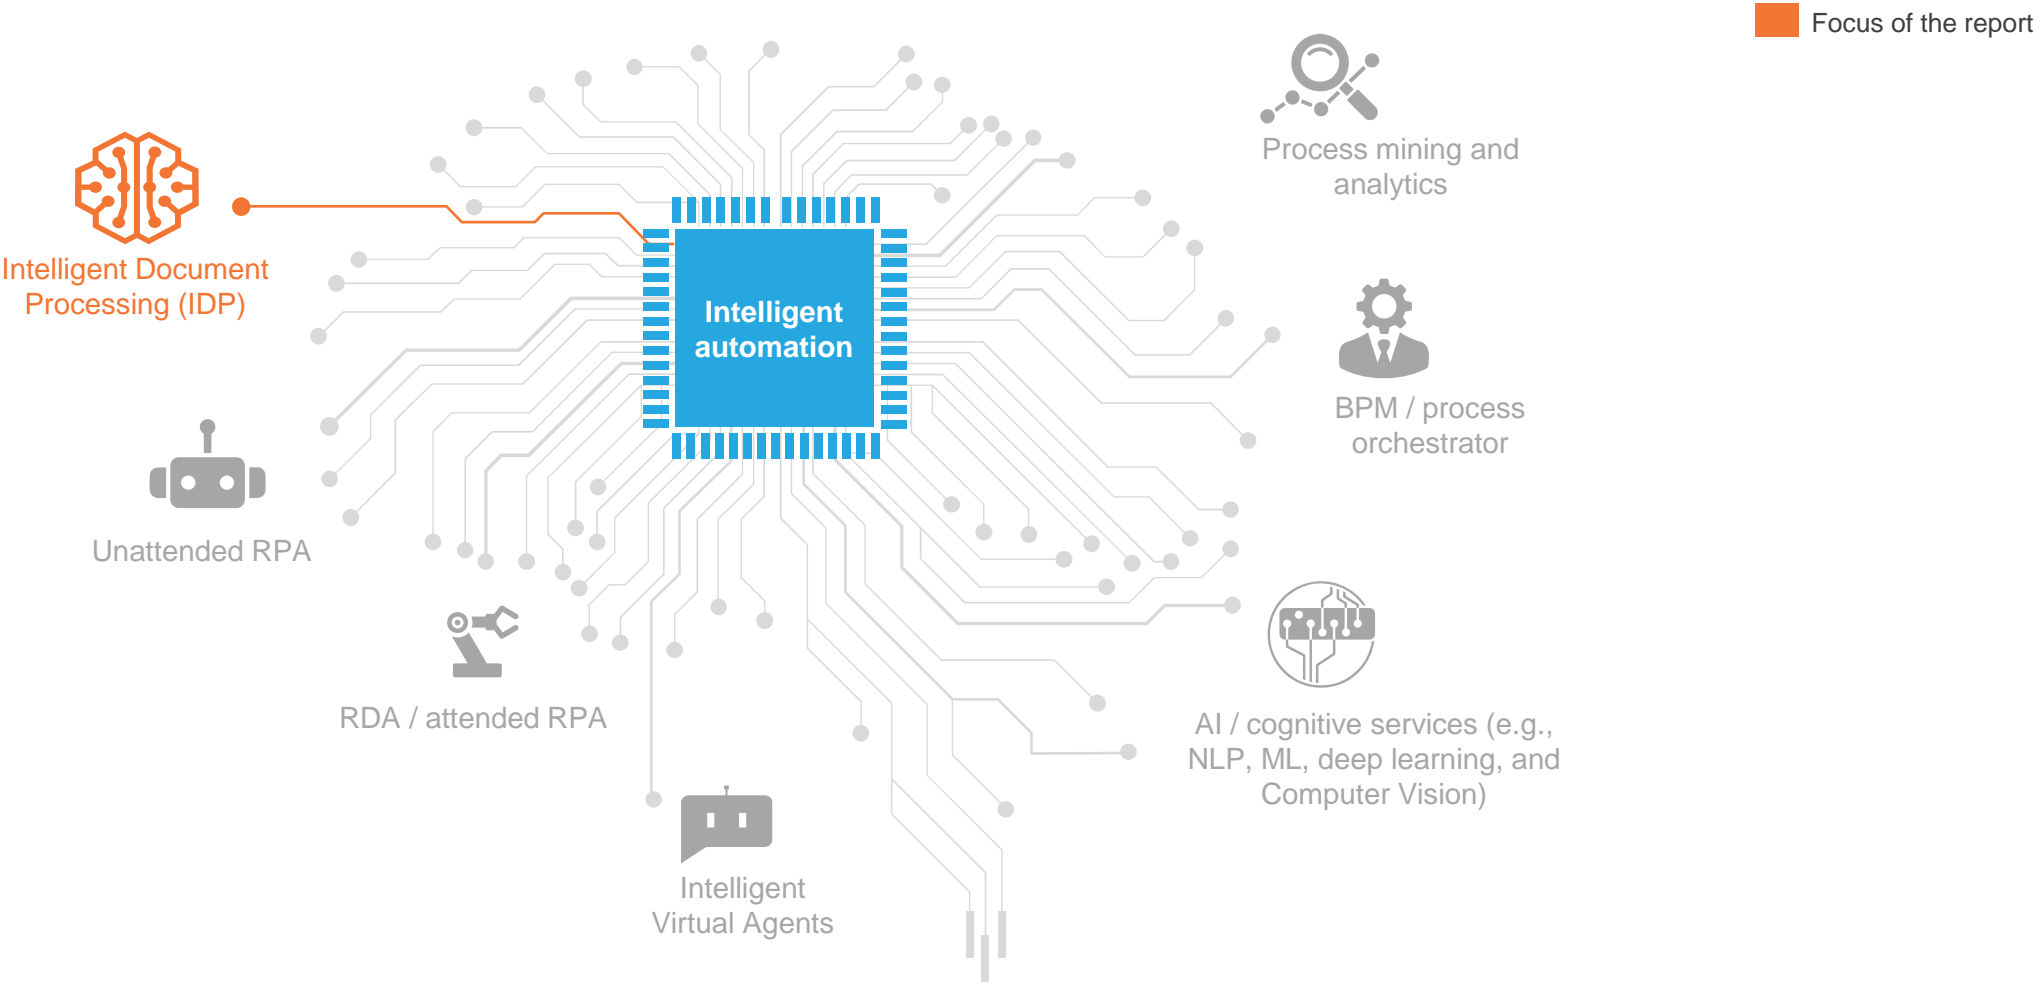 Focus of the report
Process mining and
analytics
Intelligent Document
Processing (IDP)
Intelligent
automation
BPM / process
orchestrator
Unattended RPA
RDA / attended RPA
AI / cognitive services (e.g.,
NLP, ML, deep learning, and
Computer Vision)
Intelligent
Virtual Agents